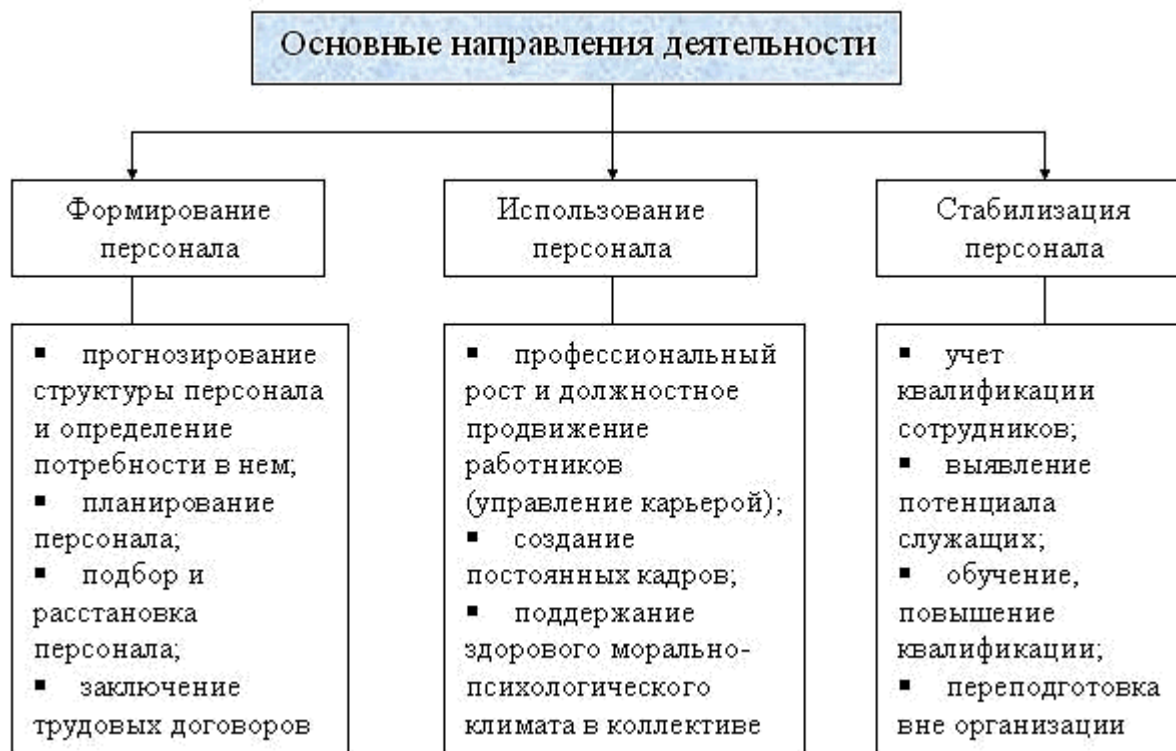 Основные направления деятельности
Формирование
персонала
▪ прогнозирование
структуры персонала
и определение
потребности в нем;
▪ планирование
персонала;
▪ подбор и
расстановка
персонала;
▪ заключение
трудовых договоров
Использование
персонала
▪ профессиональный
рост и должностное
продвижение
работников
(управление карьерой);
▪ создание
постоянных кадров;
▪ поддержание
здорового морально-
психологического
климата в коллективе
Стабилизация
персонала
▪ учет
квалификации
сотрудников;
▪ выявление
потенциала
служащих;
▪ обучение,
повышение
квалификации;
▪ переподготовка
вне организации